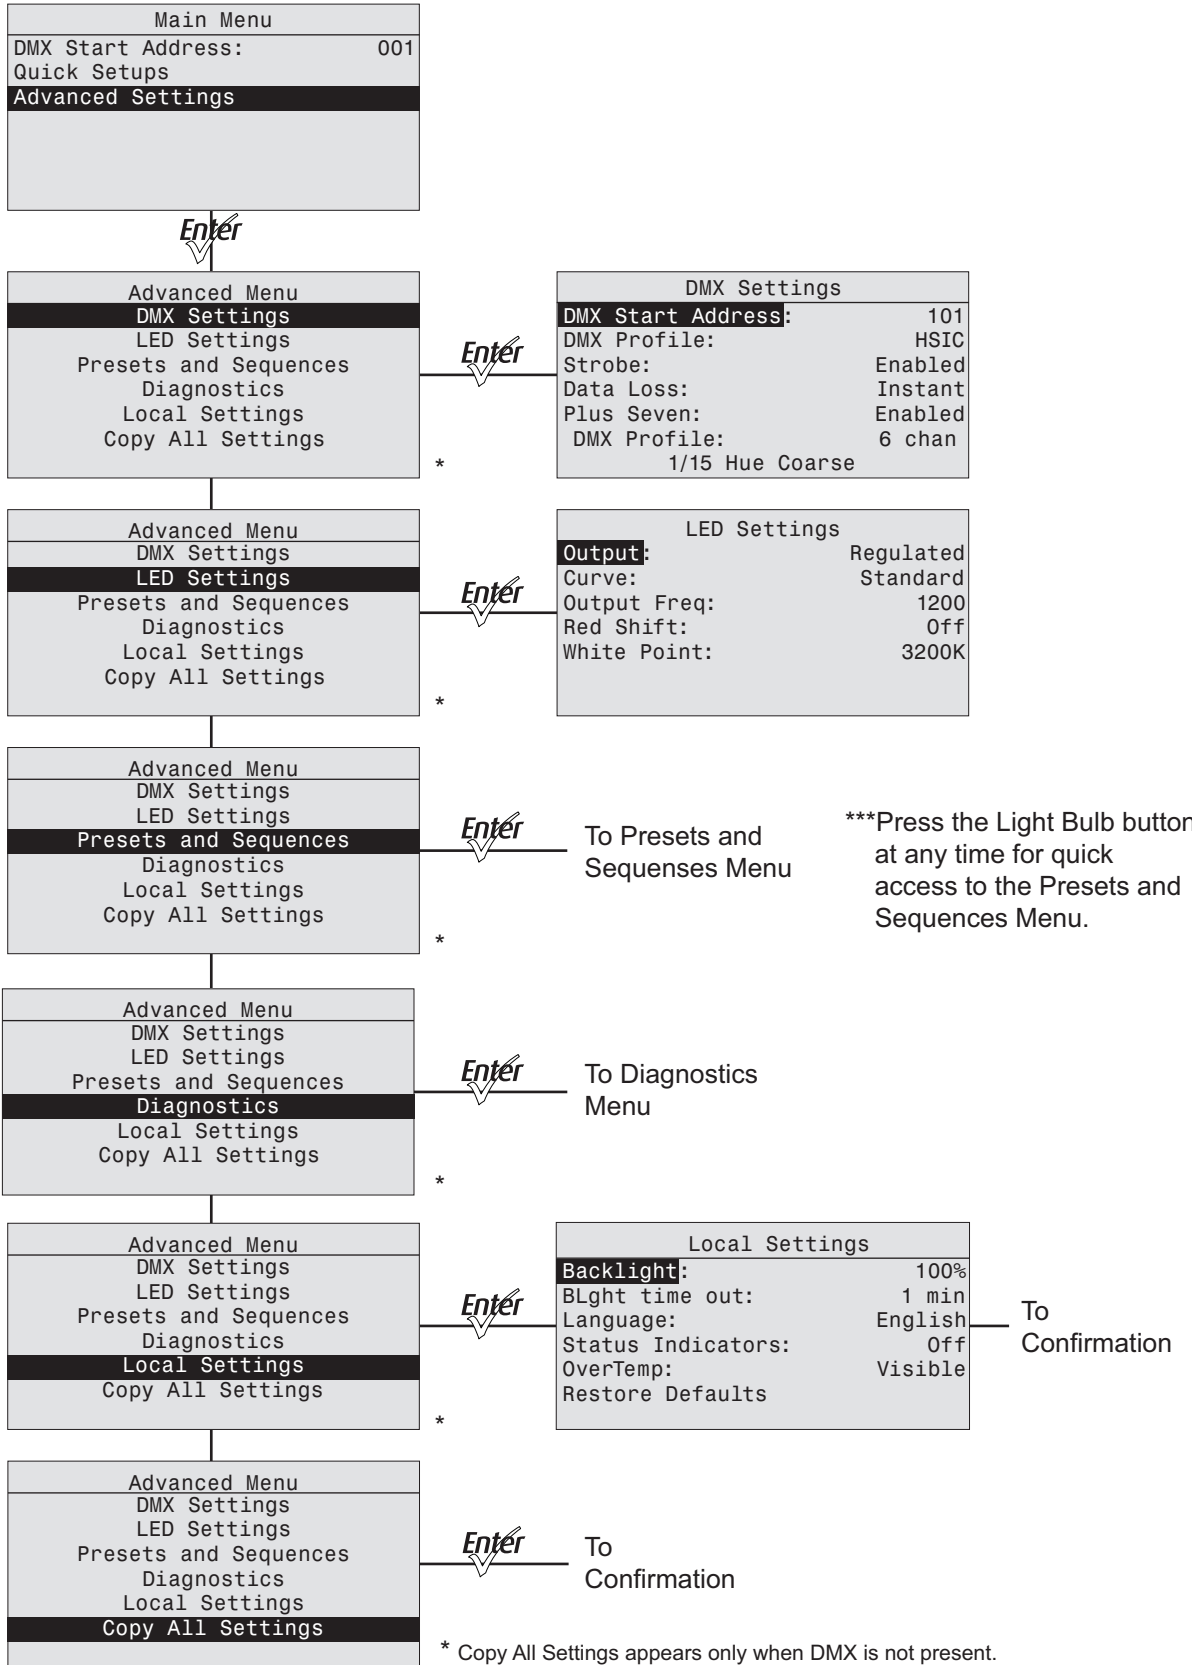 Main Menu
DMX Start Address: 001
Quick Setups
Advanced Settings
Enter
Advanced Menu
DMX Settings
LED Settings
Presets and Sequences
Diagnostics
Local Settings
Copy All Settings
*
Enter
DMX Settings
DMX Start Address: 101
DMX Profile: HSIC
Strobe: Enabled
Data Loss: Instant
Plus Seven: Enabled
DMX Profile: 6 chan
1/15 Hue Coarse
Advanced Menu
DMX Settings
LED Settings
Presets and Sequences
Diagnostics
Local Settings
Copy All Settings
*
Enter
LED Settings
Output: Regulated
Curve: Standard
Output Freq: 1200
Red Shift: Off
White Point: 3200K
Advanced Menu
DMX Settings
LED Settings
Presets and Sequences
Diagnostics
Local Settings
Copy All Settings
*
Enter
To Presets and
Sequenses Menu
***Press the Light Bulb button
at any time for quick
access to the Presets and
Sequences Menu.
Advanced Menu
DMX Settings
LED Settings
Presets and Sequences
Diagnostics
Local Settings
Copy All Settings
*
Enter
To Diagnostics
Menu
Advanced Menu
DMX Settings
LED Settings
Presets and Sequences
Diagnostics
Local Settings
Copy All Settings
*
Enter
Local Settings
Backlight: 100%
BLght time out: 1 min
Language: English
Status Indicators: Off
OverTemp: Visible
Restore Defaults
To
Confirmation
Advanced Menu
DMX Settings
LED Settings
Presets and Sequences
Diagnostics
Local Settings
Copy All Settings
Enter
To
Confirmation
* Copy All Settings appears only when DMX is not present.